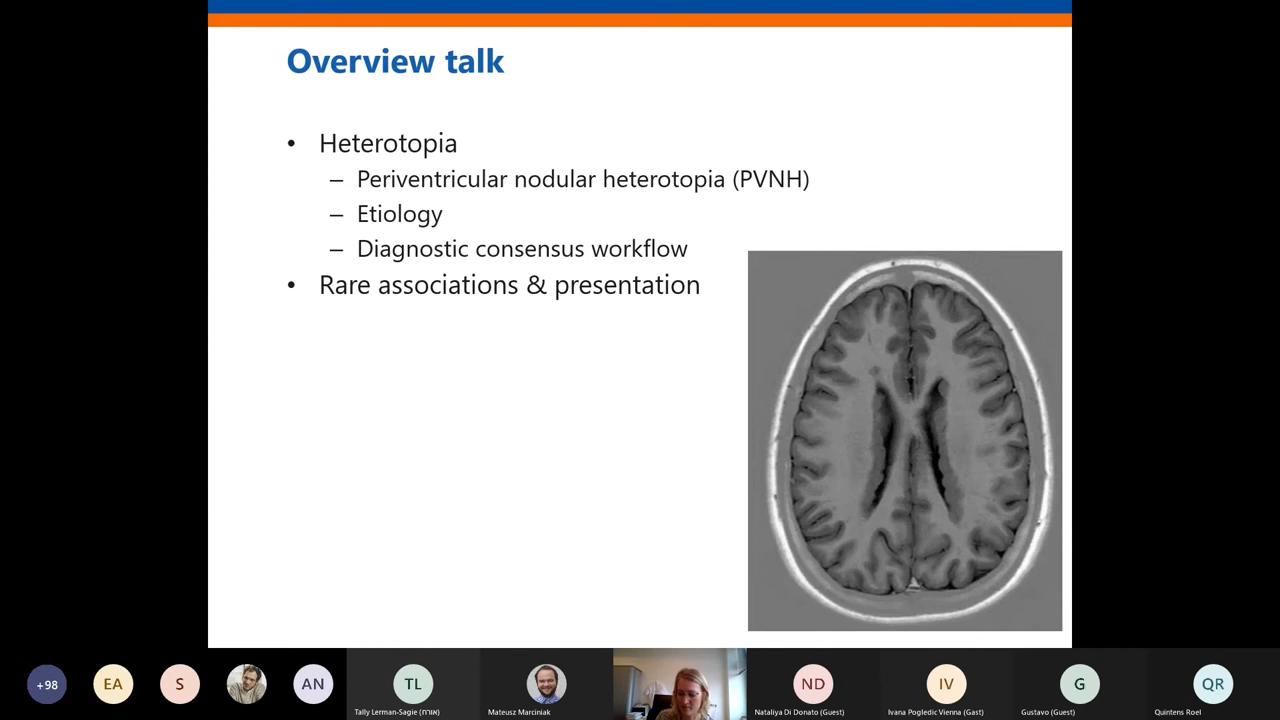 Overview talk
• Heterotopia
– Periventricular nodular heterotopia (PVNH)
– Etiology
– Diagnostic consensus workflow
• Rare associations & presentation
+98
EA
S
AN
TL
ND
IV
G
QR
Tally Lerman-Sagie (אורח)
Mateusz Marciniak
Nataliya Di Donato (Guest)
Ivana Pogledic Vienna (Gast)
Gustavo (Guest)
Quintens Roel